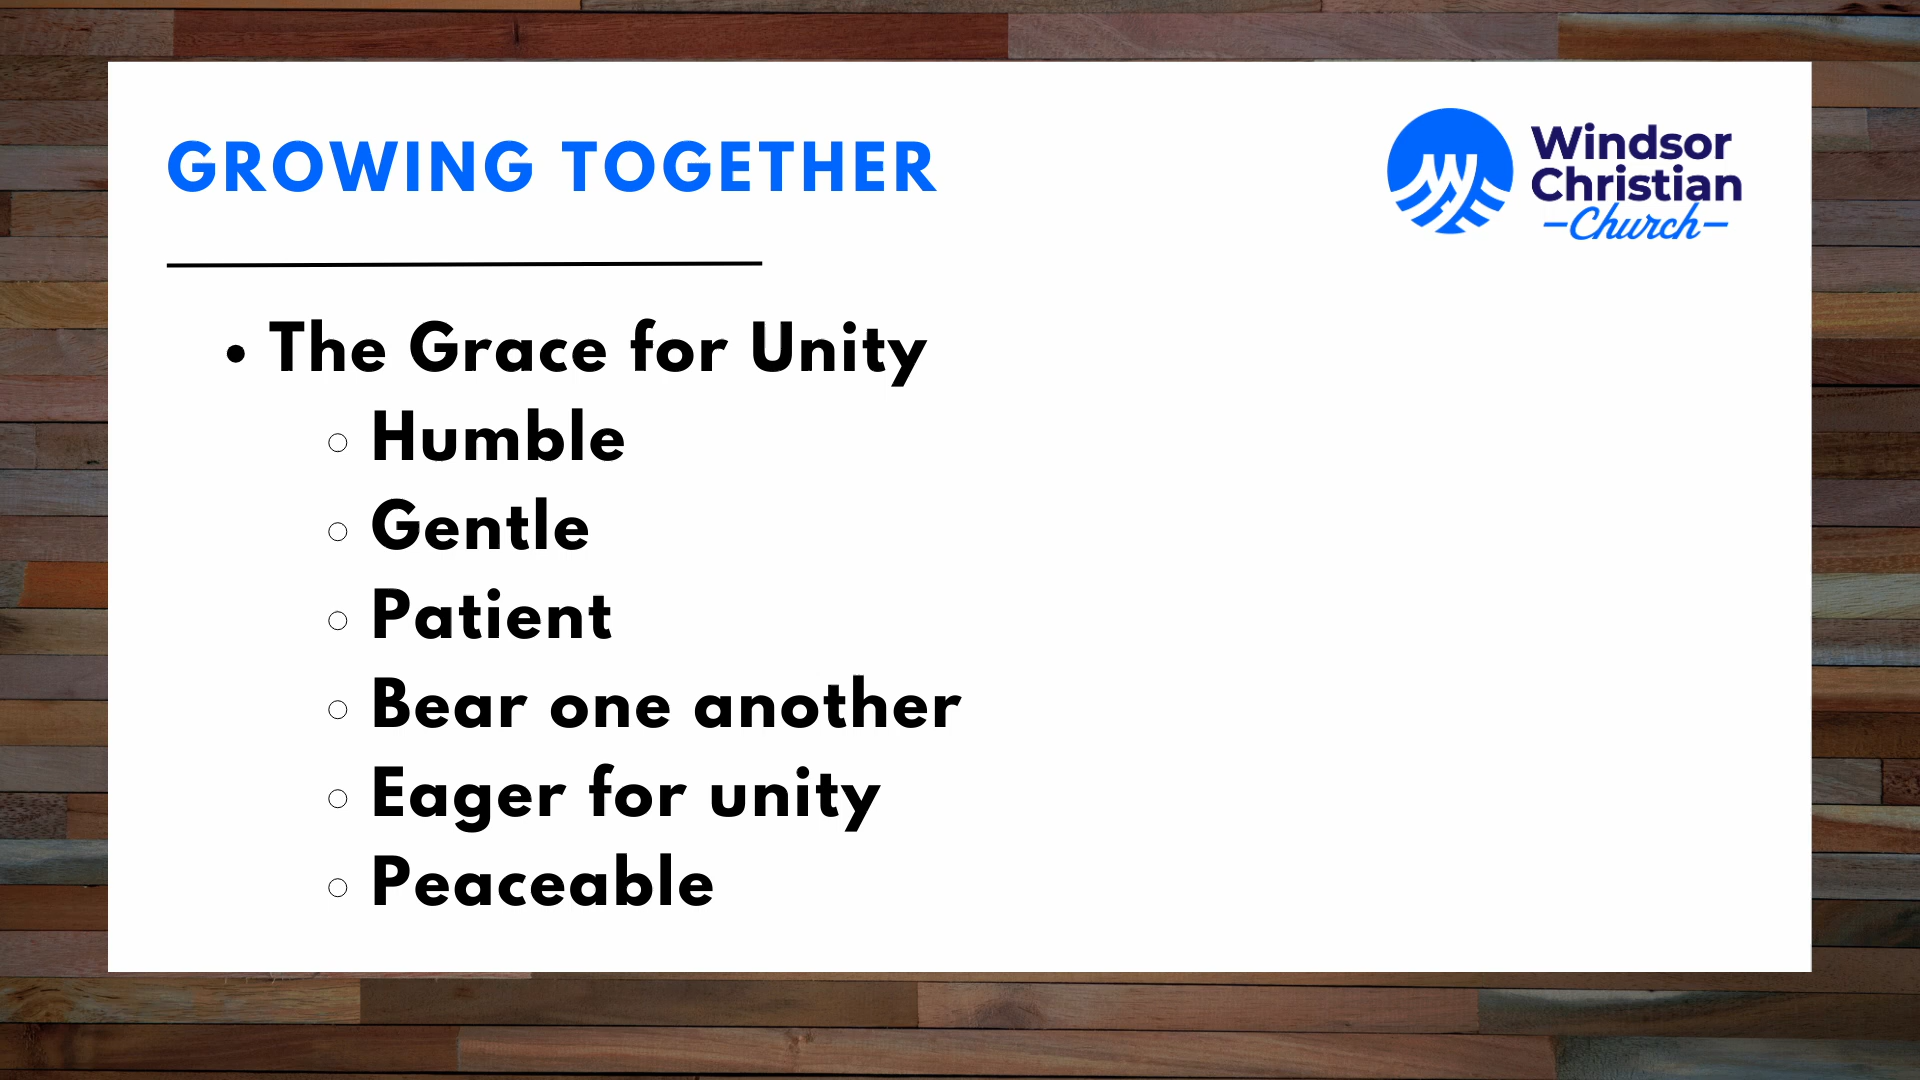 GROWING TOGETHER
Windsor
Christian
-Church-
• The Grace for Unity
○ Humble
○ Gentle
○ Patient
○ Bear one another
○ Eager for unity
○ Peaceable